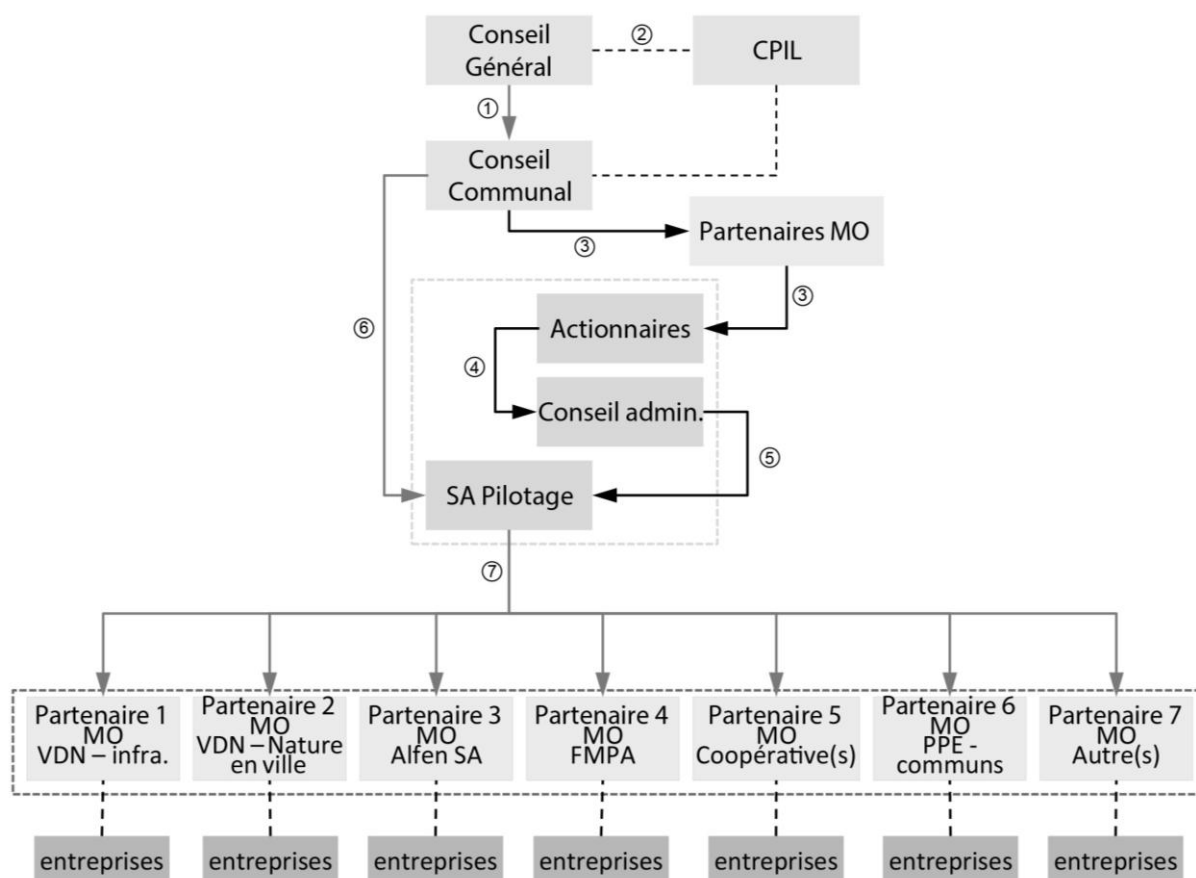 Conseil
Général
②
CPIL
①
Conseil
Communal
③
Partenaires MO
③
Actionnaires
⑥
④
Conseil admin.
⑤
SA Pilotage
⑦
Partenaire 1
MO
VDN – infra.
Partenaire 2
MO
VDN – Nature
en ville
Partenaire 3
MO
Alfen SA
Partenaire 4
MO
FMPA
Partenaire 5
MO
Coopérative(s)
Partenaire 6
MO
PPE -
communs
Partenaire 7
MO
Autre(s)
entreprises
entreprises
entreprises
entreprises
entreprises
entreprises
entreprises